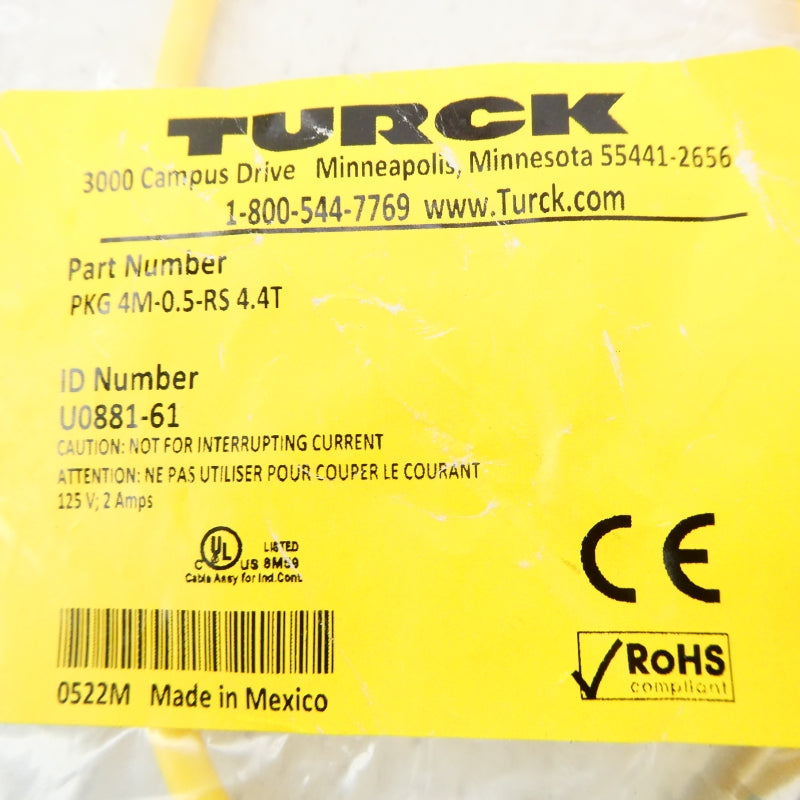 TURCK
3000 Campus Drive Minneapolis, Minnesota 55441-2656
1-800-544-7769 www.Turck.com
Part Number
PKG 4M-0.5-RS 4.4T
ID Number
U0881-61
CAUTION: NOT FOR INTERRUPTING CURRENT
ATTENTION: NE PAS UTILISER POUR COUPER LE COURANT
125 V; 2 Amps
C UL US LISTED 8M69
Cable Assy for Ind.Cont.
CE
RoHS
compliant
0522M Made in Mexico